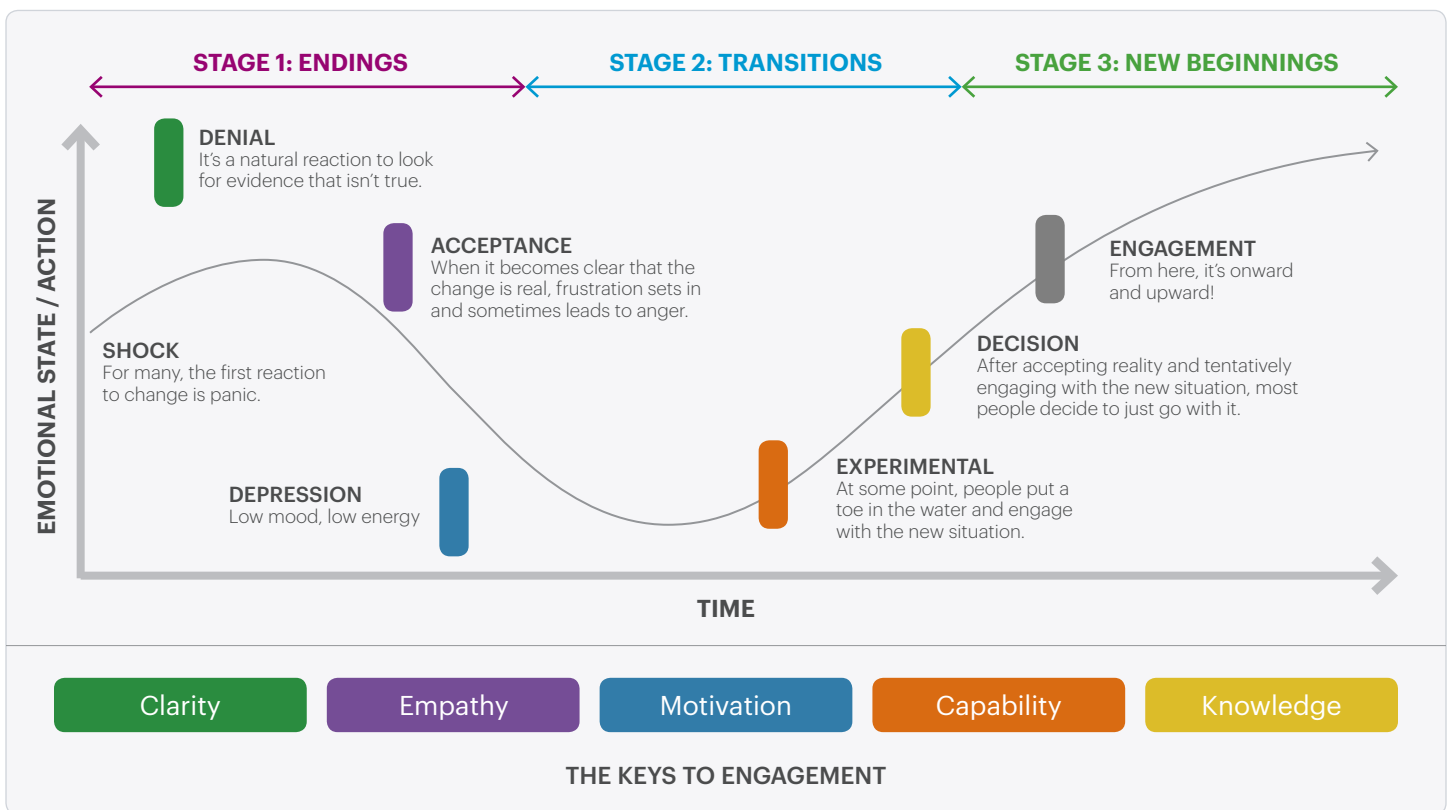 STAGE 1: ENDINGS
STAGE 2: TRANSITIONS
STAGE 3: NEW BEGINNINGS
EMOTIONAL STATE / ACTION
DENIAL
It's a natural reaction to look
for evidence that isn't true.
ACCEPTANCE
When it becomes clear that the
change is real, frustration sets in
and sometimes leads to anger.
SHOCK
For many, the first reaction
to change is panic.
DEPRESSION
Low mood, low energy
ENGAGEMENT
From here, it's onward
and upward!
DECISION
After accepting reality and tentatively
engaging with the new situation, most
people decide to just go with it.
EXPERIMENTAL
At some point, people put a
toe in the water and engage
with the new situation.
TIME
Clarity
Empathy
Motivation
Capability
Knowledge
THE KEYS TO ENGAGEMENT